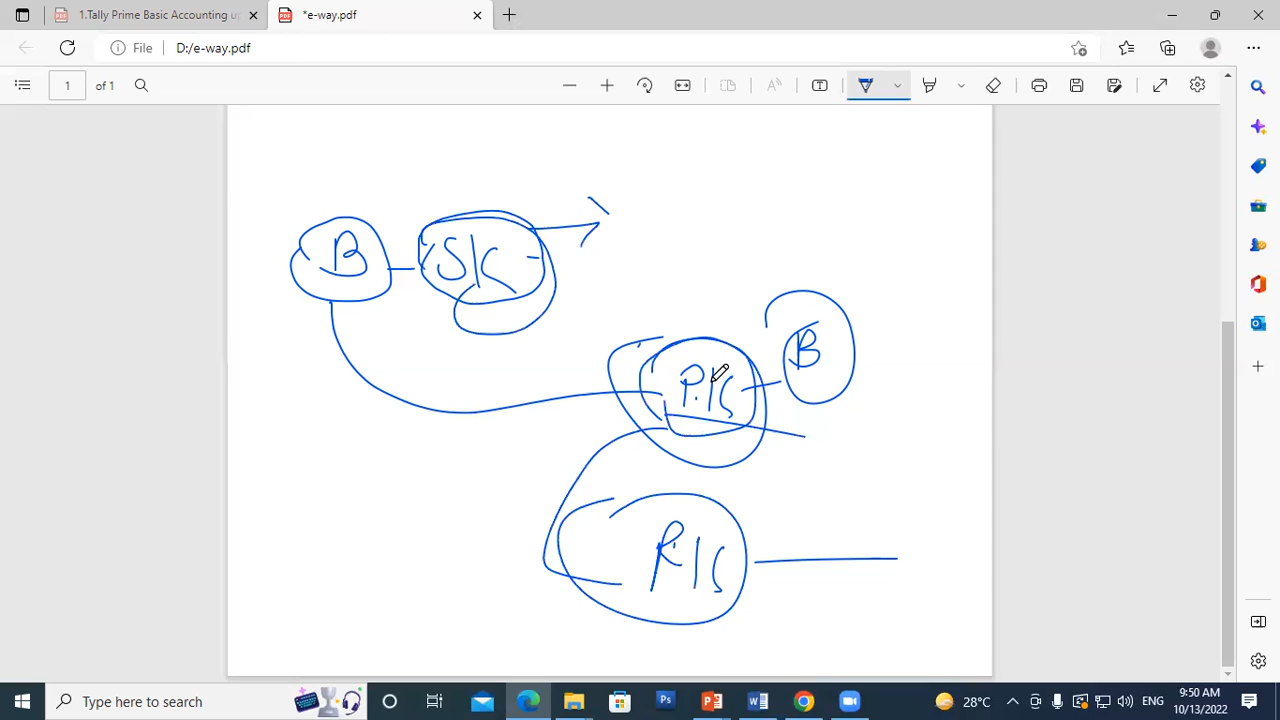 1.Tally Prime Basic Accounting u
*e-way.pdf
File D:/e-way.pdf
1 of 1
B S/C
B
P.
28°C ENG 9:50 AM
Type here to search
10/13/2022